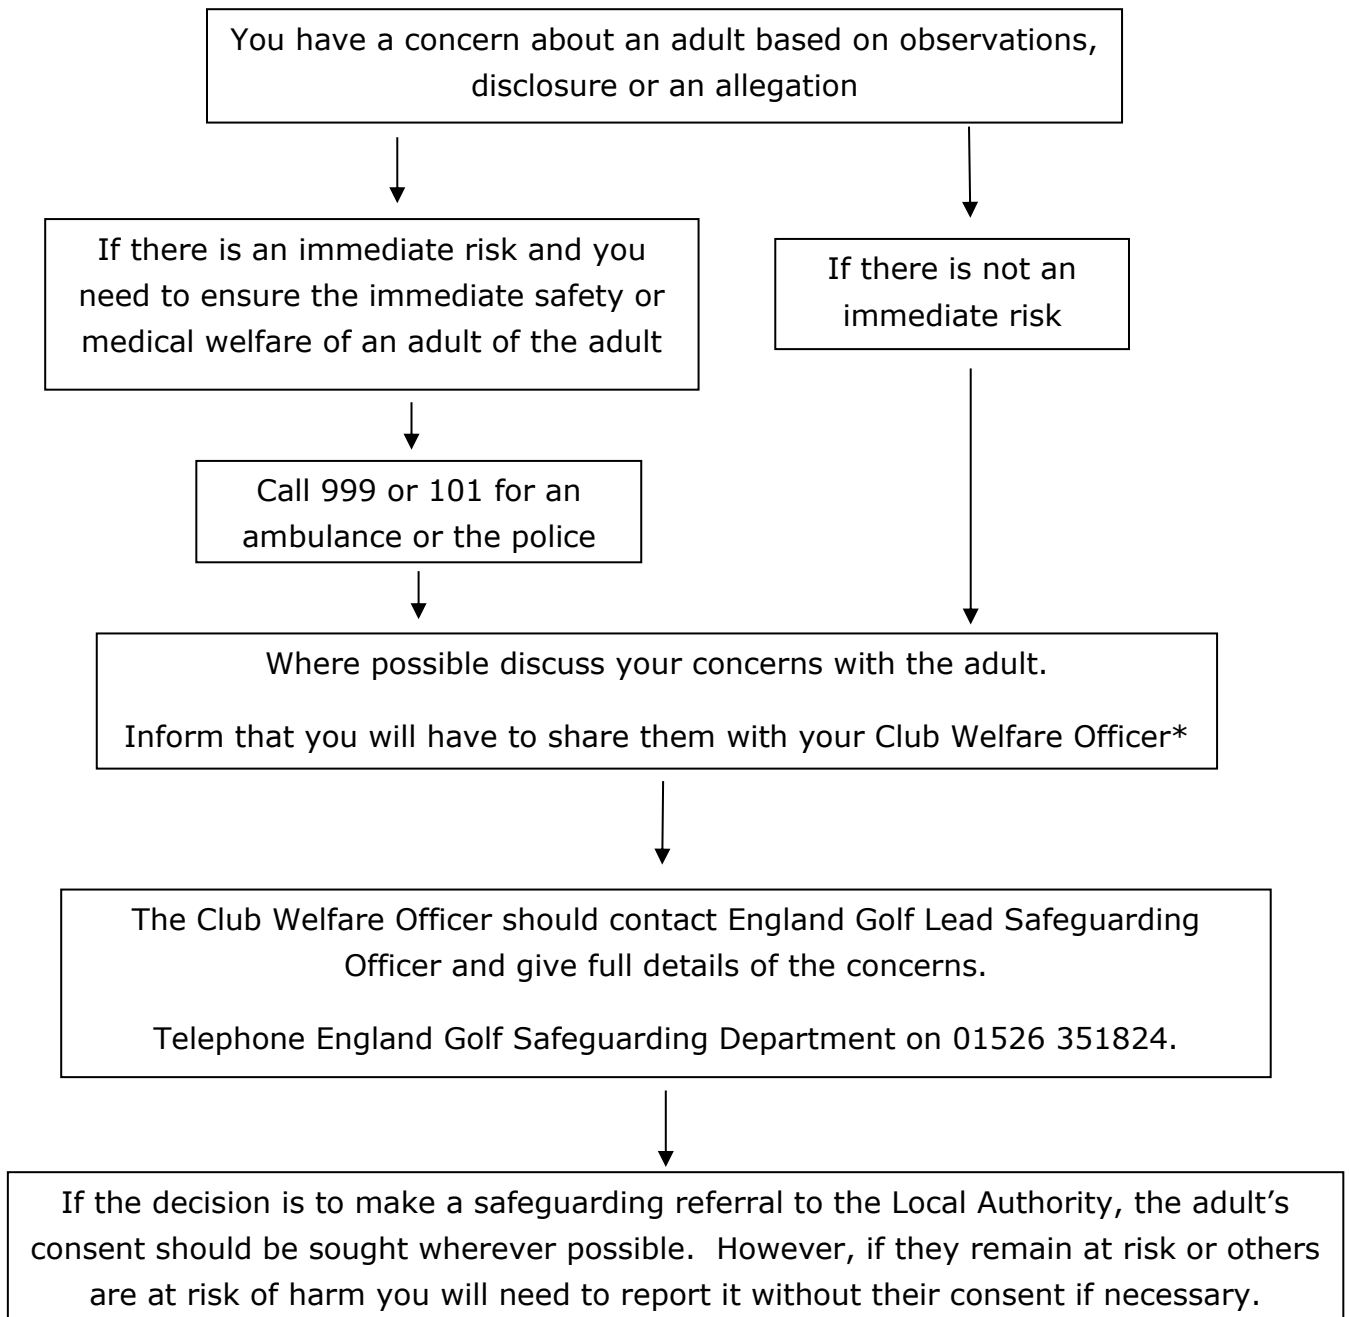 You have a concern about an adult based on observations,
disclosure or an allegation
If there is an immediate risk and you
need to ensure the immediate safety or
medical welfare of an adult of the adult
If there is not an
immediate risk
Call 999 or 101 for an
ambulance or the police
Where possible discuss your concerns with the adult.
Inform that you will have to share them with your Club Welfare Officer*
The Club Welfare Officer should contact England Golf Lead Safeguarding
Officer and give full details of the concerns.
Telephone England Golf Safeguarding Department on 01526 351824.
If the decision is to make a safeguarding referral to the Local Authority, the adult’s
consent should be sought wherever possible.  However, if they remain at risk or others
are at risk of harm you will need to report it without their consent if necessary.